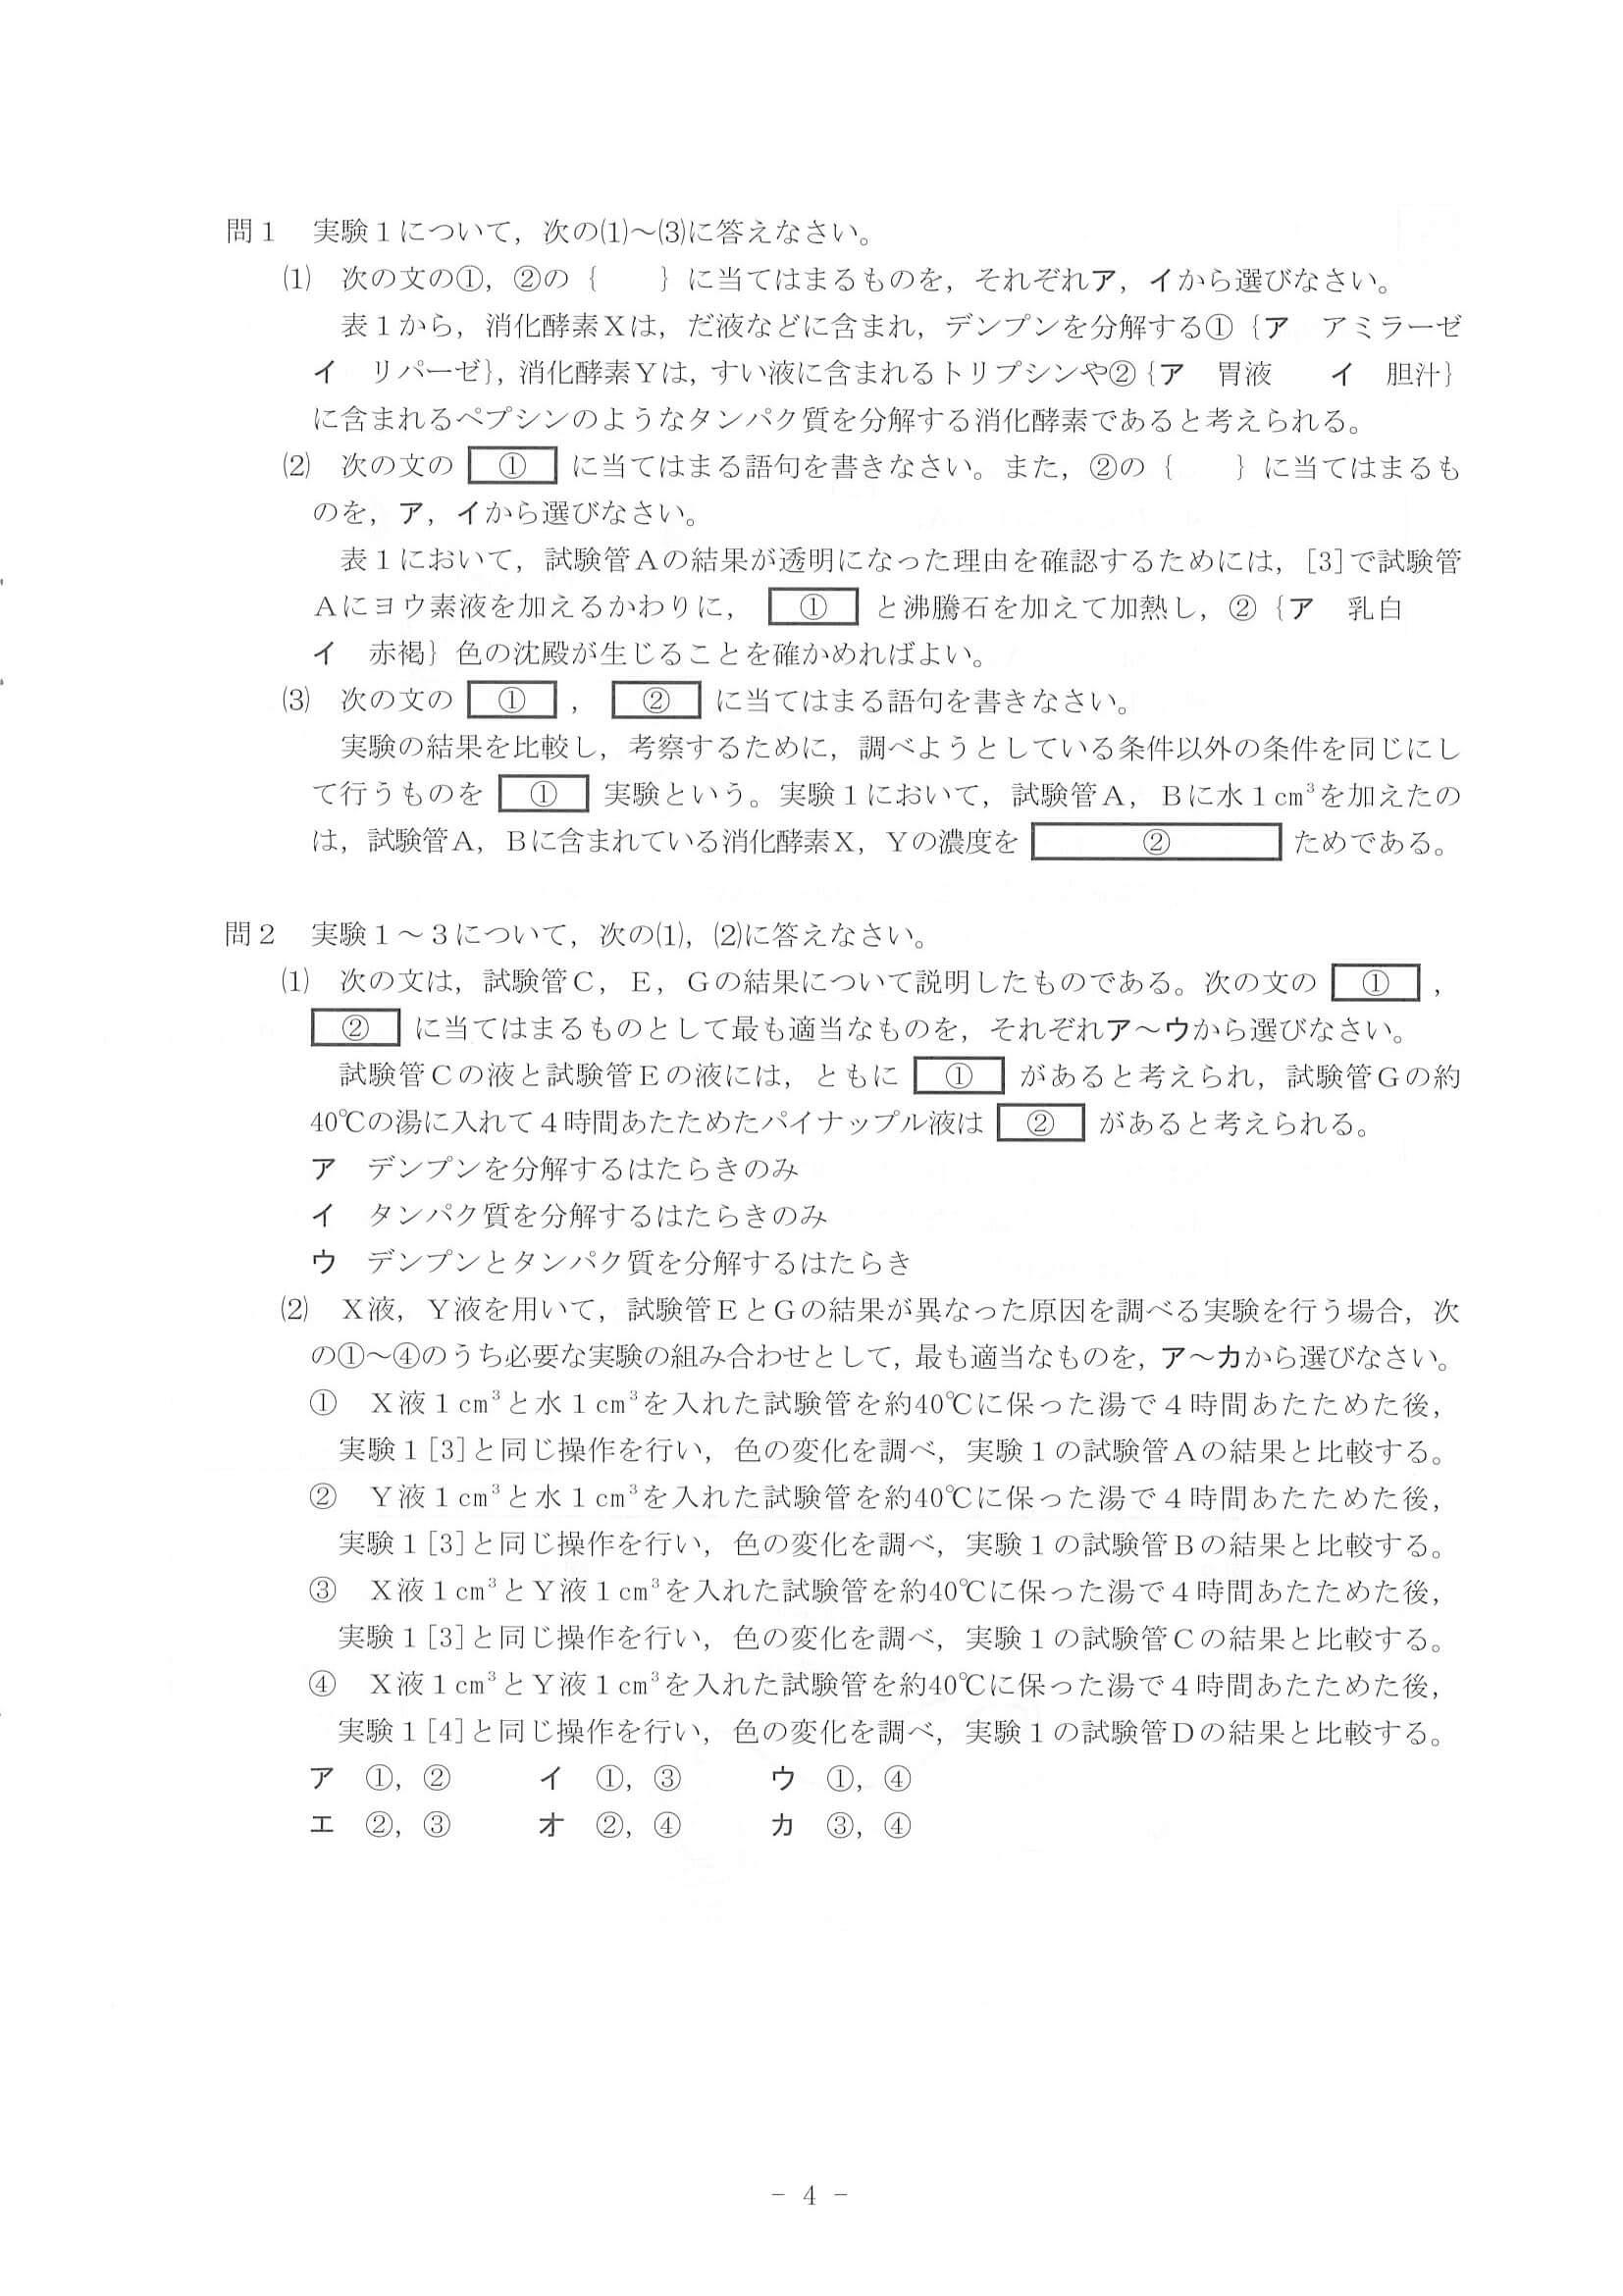 問１　実験１について，次の⑴～⑶に答えなさい。
⑴　次の文の①，②の｛　　｝に当てはまるものを，それぞれア，イから選びなさい。
表１から，消化酵素Ｘは，だ液などに含まれ，デンプンを分解する①｛ア　アミラーゼ
イ　リパーゼ｝，消化酵素Ｙは，すい液に含まれるトリプシンや②｛ア　胃液　　イ　胆汁｝
に含まれるペプシンのようなタンパク質を分解する消化酵素であると考えられる。
⑵　次の文の ① に当てはまる語句を書きなさい。また，②の｛　　｝に当てはまるも
のを，ア，イから選びなさい。
表１において，試験管Ａの結果が透明になった理由を確認するためには，[3]で試験管
Ａにヨウ素液を加えるかわりに， ① と沸騰石を加えて加熱し，②｛ア　乳白
イ　赤褐｝色の沈殿が生じることを確かめればよい。
⑶　次の文の ① ， ② に当てはまる語句を書きなさい。
実験の結果を比較し，考察するために，調べようとしている条件以外の条件を同じにし
て行うものを ① 実験という。実験１において，試験管Ａ，Ｂに水１cm³を加えたの
は，試験管Ａ，Ｂに含まれている消化酵素Ｘ，Ｙの濃度を ② ためである。
問２　実験１～３について，次の⑴，⑵に答えなさい。
⑴　次の文は，試験管Ｃ，Ｅ，Ｇの結果について説明したものである。次の文の ① ，
② に当てはまるものとして最も適当なものを，それぞれア～ウから選びなさい。
試験管Ｃの液と試験管Ｅの液には，ともに ① があると考えられ，試験管Ｇの約
40℃の湯に入れて４時間あたためたパイナップル液は ② があると考えられる。
ア　デンプンを分解するはたらきのみ
イ　タンパク質を分解するはたらきのみ
ウ　デンプンとタンパク質を分解するはたらき
⑵　Ｘ液，Ｙ液を用いて，試験管ＥとＧの結果が異なった原因を調べる実験を行う場合，次
の①～④のうち必要な実験の組み合わせとして，最も適当なものを，ア～カから選びなさい。
①　Ｘ液１cm³と水１cm³を入れた試験管を約40℃に保った湯で４時間あたためた後，
実験１[3]と同じ操作を行い，色の変化を調べ，実験１の試験管Ａの結果と比較する。
②　Ｙ液１cm³と水１cm³を入れた試験管を約40℃に保った湯で４時間あたためた後，
実験１[3]と同じ操作を行い，色の変化を調べ，実験１の試験管Ｂの結果と比較する。
③　Ｘ液１cm³とＹ液１cm³を入れた試験管を約40℃に保った湯で４時間あたためた後，
実験１[3]と同じ操作を行い，色の変化を調べ，実験１の試験管Ｃの結果と比較する。
④　Ｘ液１cm³とＹ液１cm³を入れた試験管を約40℃に保った湯で４時間あたためた後，
実験１[4]と同じ操作を行い，色の変化を調べ，実験１の試験管Ｄの結果と比較する。
ア　①，②　　イ　①，③　　ウ　①，④
エ　②，③　　オ　②，④　　カ　③，④
－ 4 －